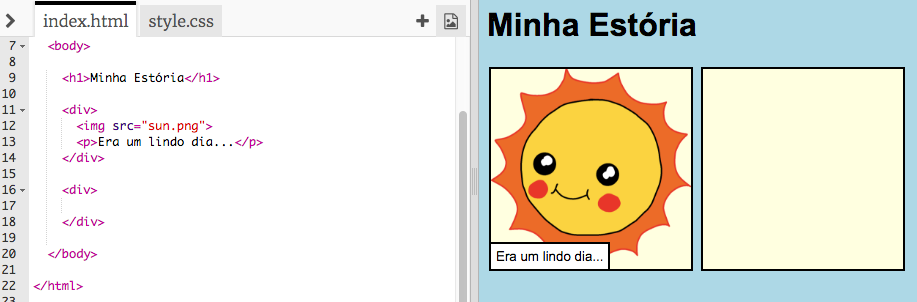 index.html style.css
7 <body>
8
9 <h1>Minha Estória</h1>
10
11 <div>
12 <img src="sun.png">
13 <p>Era um lindo dia...</p>
14 </div>
15
16 <div>
17
18 </div>
19
20 </body>
21
22 </html>
23
Minha Estória
Era um lindo dia...